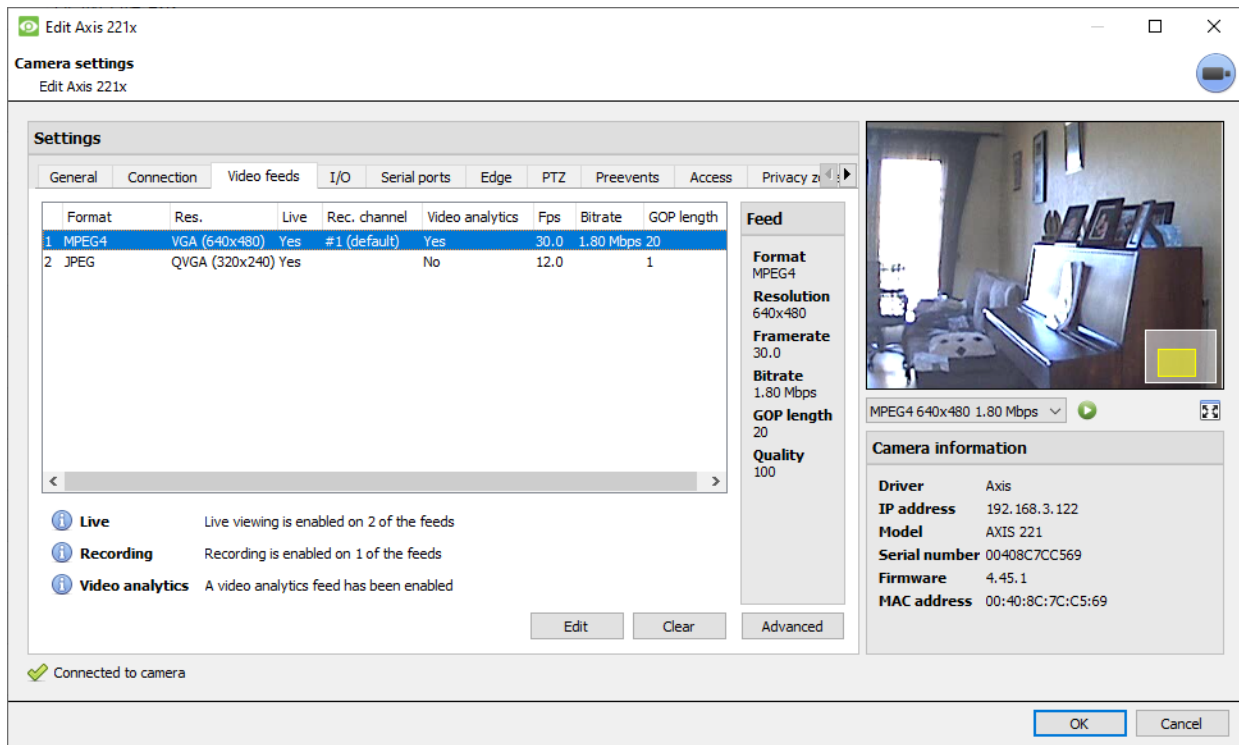 Edit Axis 221x
Camera settings
Edit Axis 221x
Settings
General Connection Video feeds I/O Serial ports Edge PTZ Preevents Access Privacy
Format Res. Live Rec. channel Video analytics Fps Bitrate GOP length
1 MPEG4 VGA (640x480) Yes #1 (default) Yes 30.0 1.80 Mbps 20
2 JPEG QVGA (320x240) Yes No 12.0 1
Live Live viewing is enabled on 2 of the feeds
Recording Recording is enabled on 1 of the feeds
Video analytics A video analytics feed has been enabled
Edit Clear
Feed
Format
MPEG4
Resolution
640x480
Framerate
30.0
Bitrate
1.80 Mbps
GOP length
20
Quality
100
Advanced
MPEG4 640x480 1.80 Mbps
Camera information
Driver Axis
IP address 192.168.3.122
Model AXIS 221
Serial number 00408C7CC569
Firmware 4.45.1
MAC address 00:40:8C:7C:C5:69
Connected to camera
OK Cancel